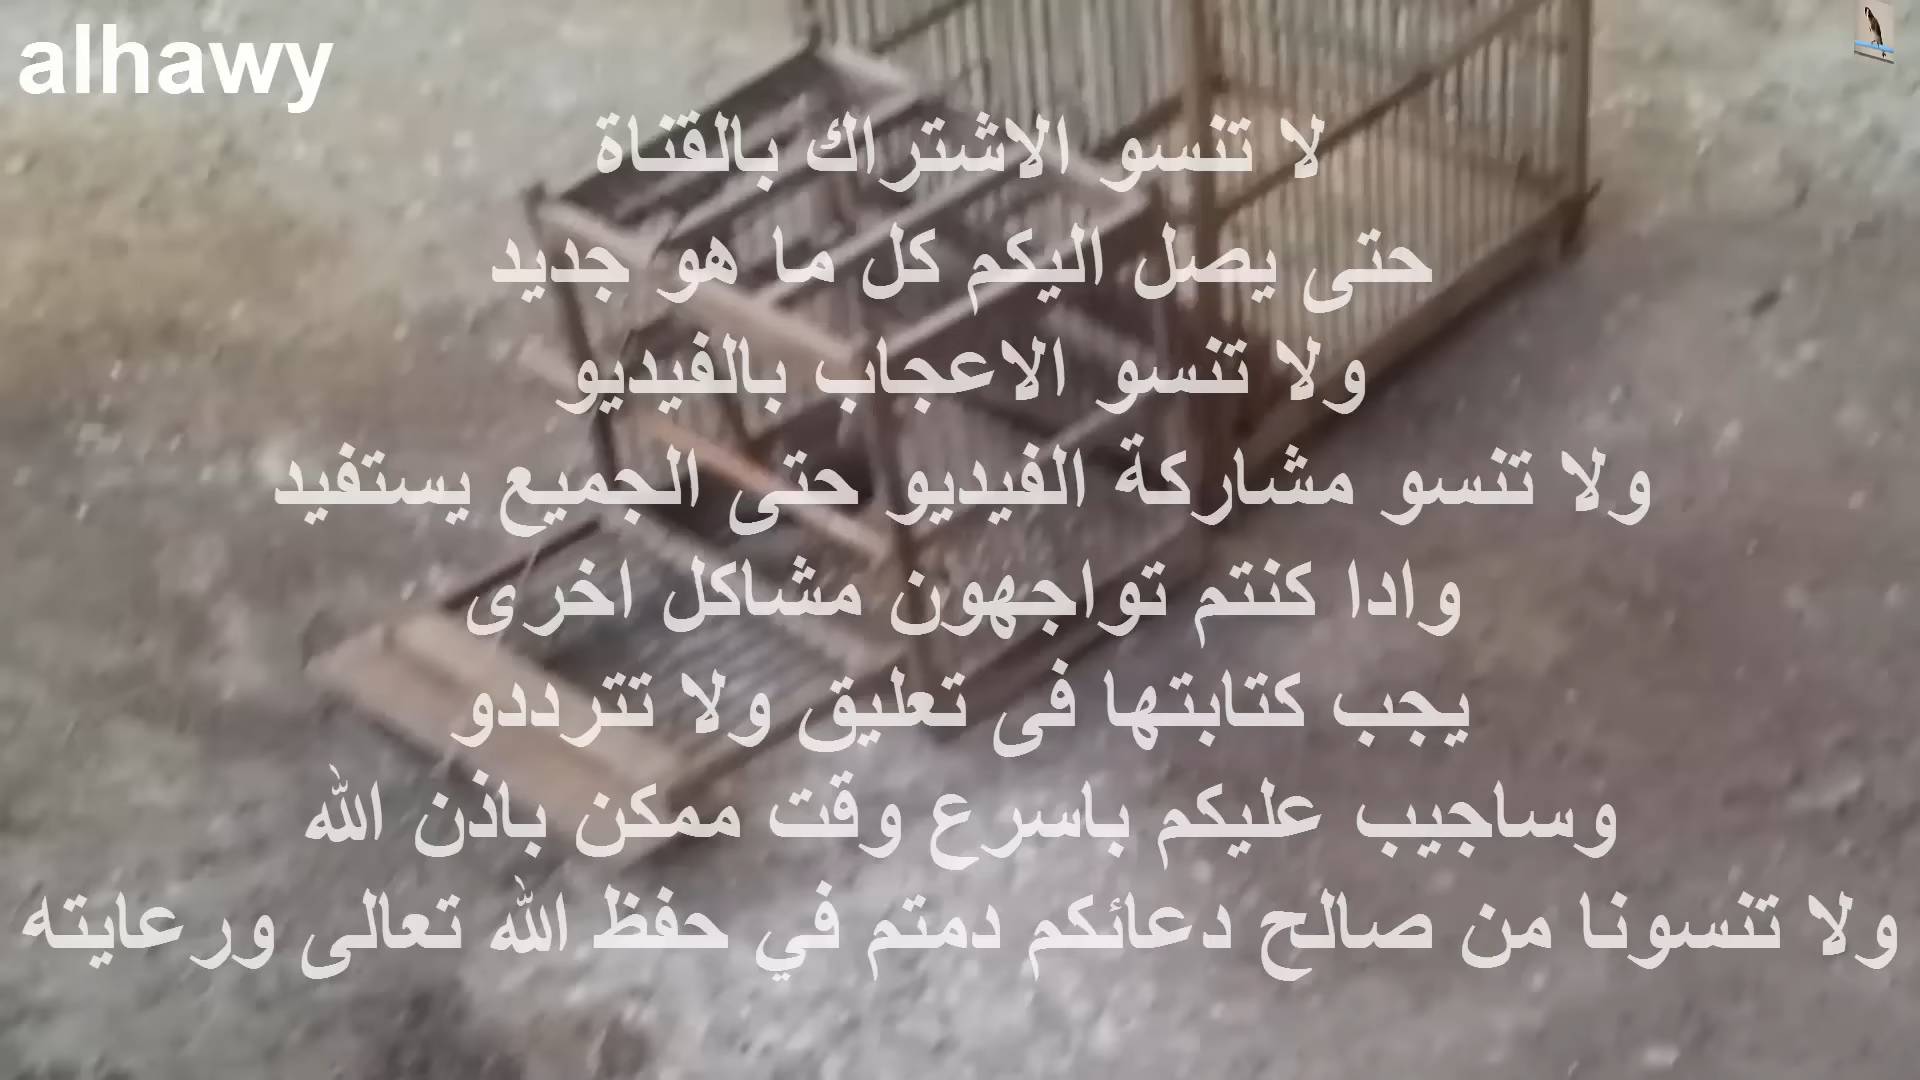 alhawy
لا تنسو الاشتراك بالقناة
حتى يصل اليكم كل ما هو جديد
ولا تنسو الاعجاب بالفيديو
ولا تنسو مشاركة الفيديو حتى الجميع يستفيد
وادا كنتم تواجهون مشاكل اخرى
يجب كتابتها فى تعليق ولا تترددو
وساجيب عليكم باسرع وقت ممكن باذن الله
ولا تنسونا من صالح دعائكم دمتم في حفظ الله تعالى ورعايته